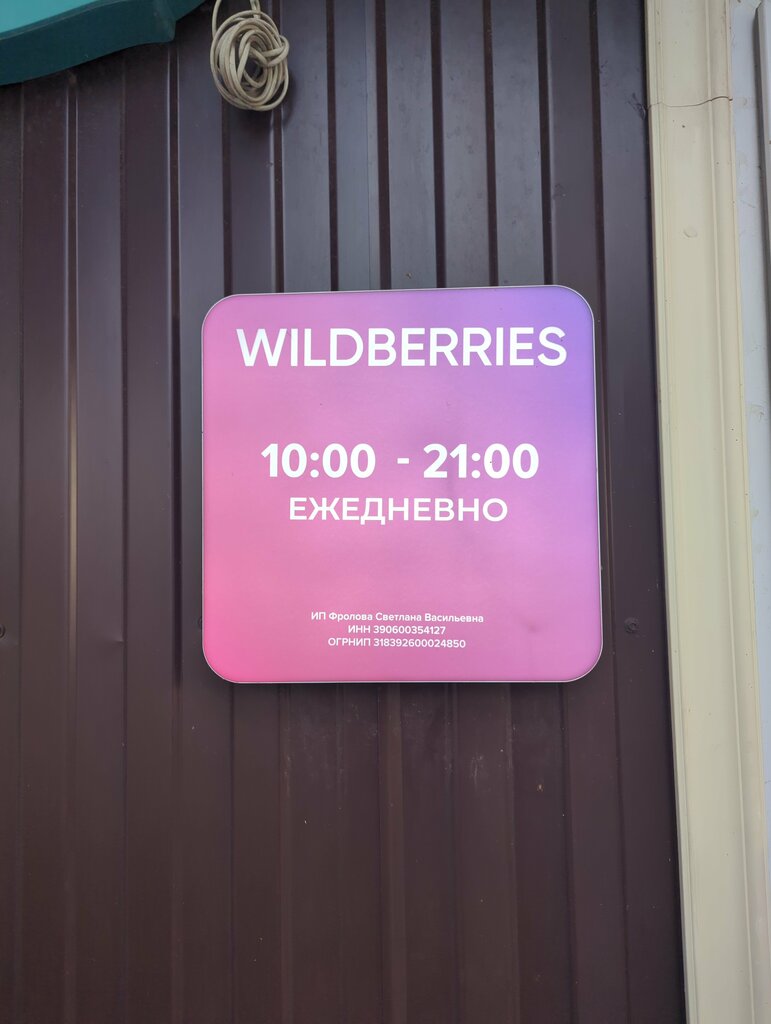 WILDBERRIES
10:00 - 21:00
ЕЖЕДНЕВНО
ИП Фролова Светлана Васильевна
ИНН 390600354127
ОГРНИП 318392600024850